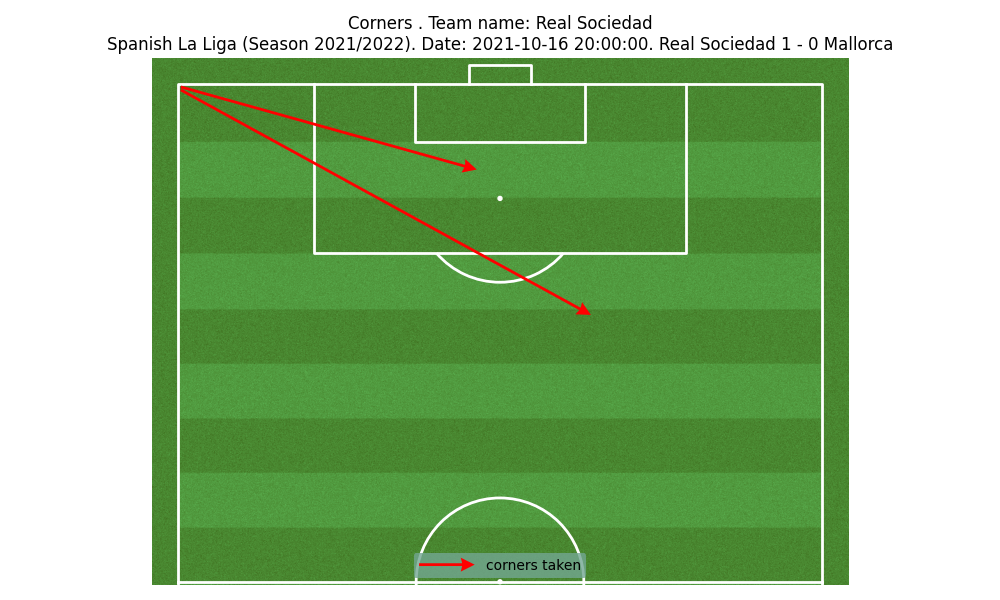 Corners . Team name: Real Sociedad
Spanish La Liga (Season 2021/2022). Date: 2021-10-16 20:00:00. Real Sociedad 1 - 0 Mallorca
corners taken